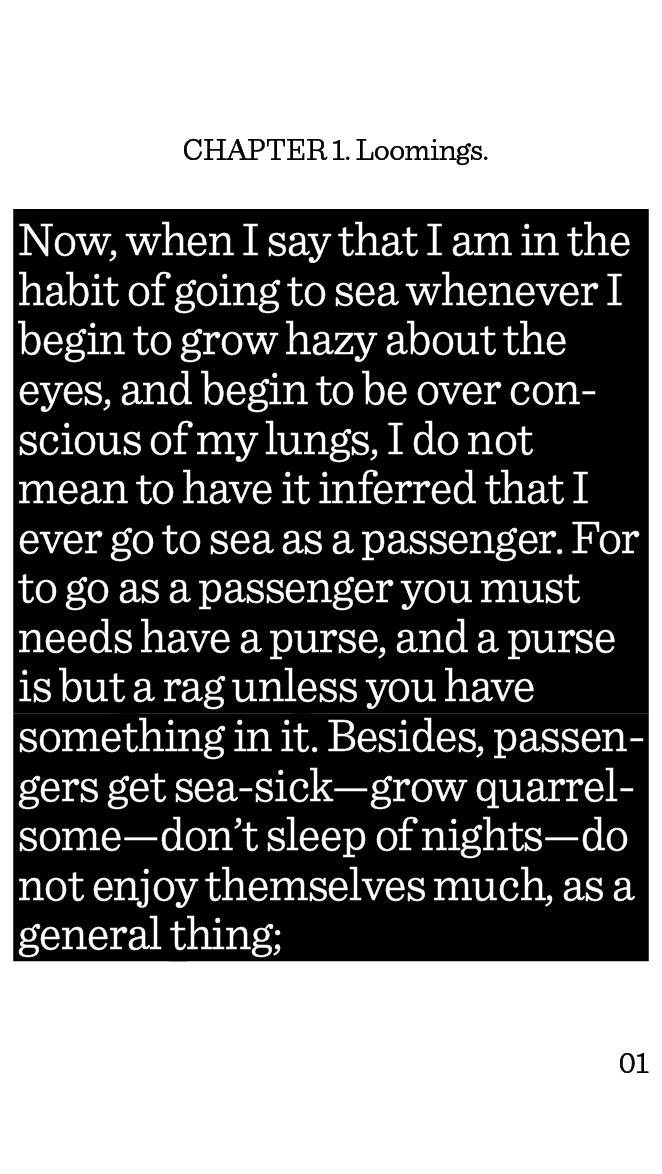 CHAPTER 1. Loomings.
Now, when I say that I am in the
habit of going to sea whenever I
begin to grow hazy about the
eyes, and begin to be over con-
scious of my lungs, I do not
mean to have it inferred that I
ever go to sea as a passenger. For
to go as a passenger you must
needs have a purse, and a purse
is but a rag unless you have
something in it. Besides, passen-
gers get sea-sick—grow quarrel-
some—don’t sleep of nights—do
not enjoy themselves much, as a
general thing;
01